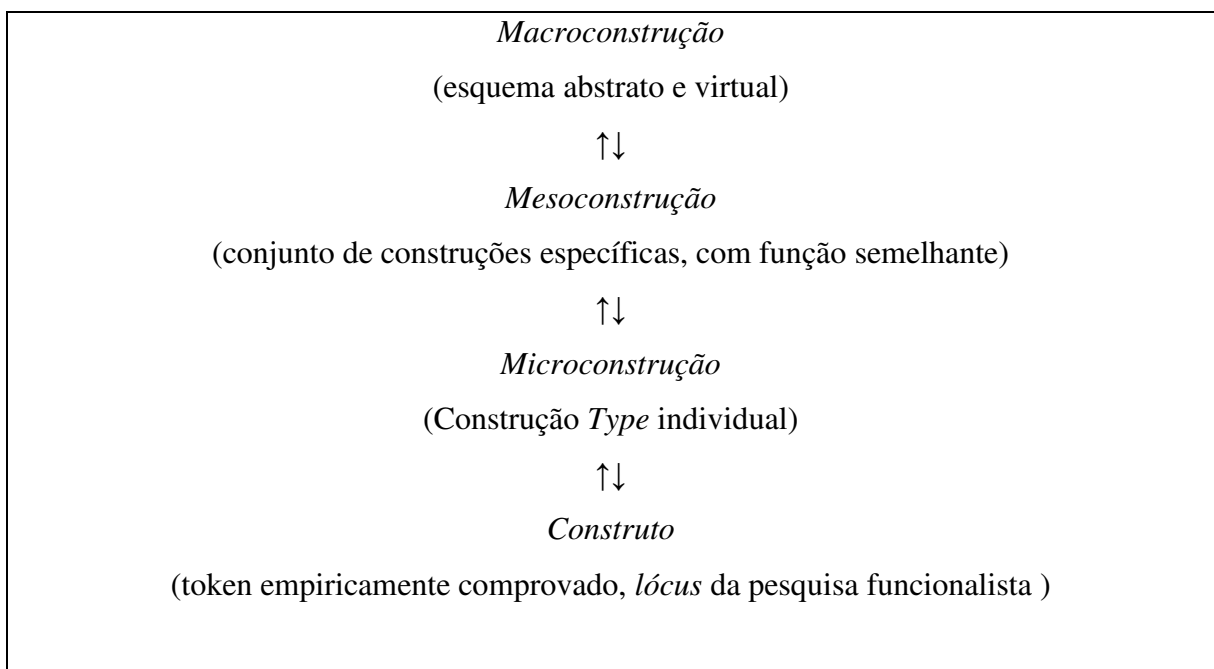 Macroconstrução
(esquema abstrato e virtual)
↑↓
Mesoconstrução
(conjunto de construções específicas, com função semelhante)
↑↓
Microconstrução
(Construção Type individual)
↑↓
Construto
(token empiricamente comprovado, lócus da pesquisa funcionalista )